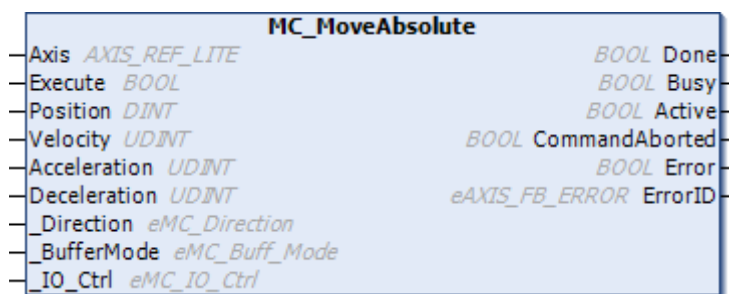 MC_MoveAbsolute
Axis AXIS_REF_LITE BOOL Done
Execute BOOL BOOL Busy
Position DINT BOOL Active
Velocity UDINT BOOL CommandAborted
Acceleration UDINT BOOL Error
Deceleration UDINT eAXIS_FB_ERROR ErrorID
_Direction eMC_Direction
_BufferMode eMC_Buff_Mode
_IO_Ctrl eMC_IO_Ctrl